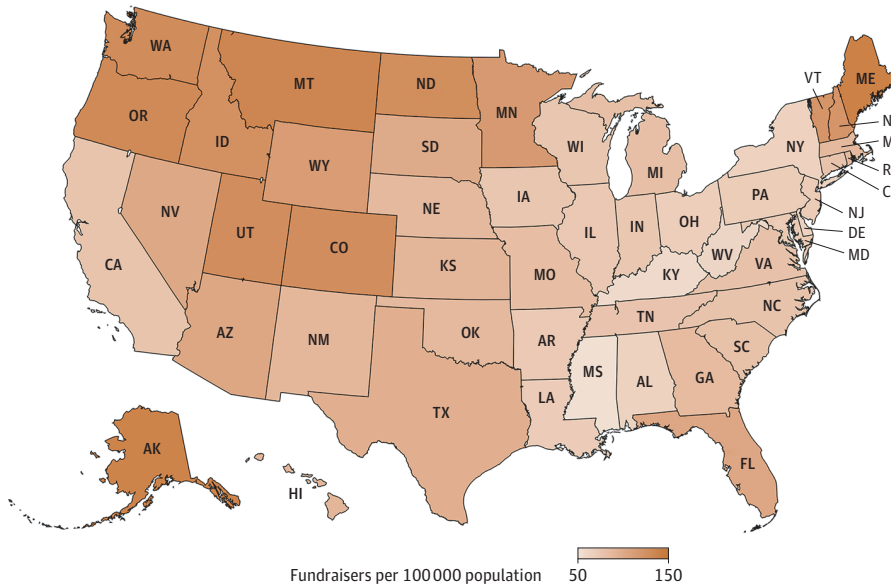 WA
MT
ND
MN
VT
ME
OR
ID
SD
WI
NY
WY
MI
NV
NE
IA
PA
NJ
UT
CO
IL
IN
OH
DE
WV
MD
CA
KS
MO
KY
VA
AZ
NM
OK
TN
NC
AR
SC
MS
AL
GA
LA
TX
AK
FL
HI
Fundraisers per 100 000 population
50
150